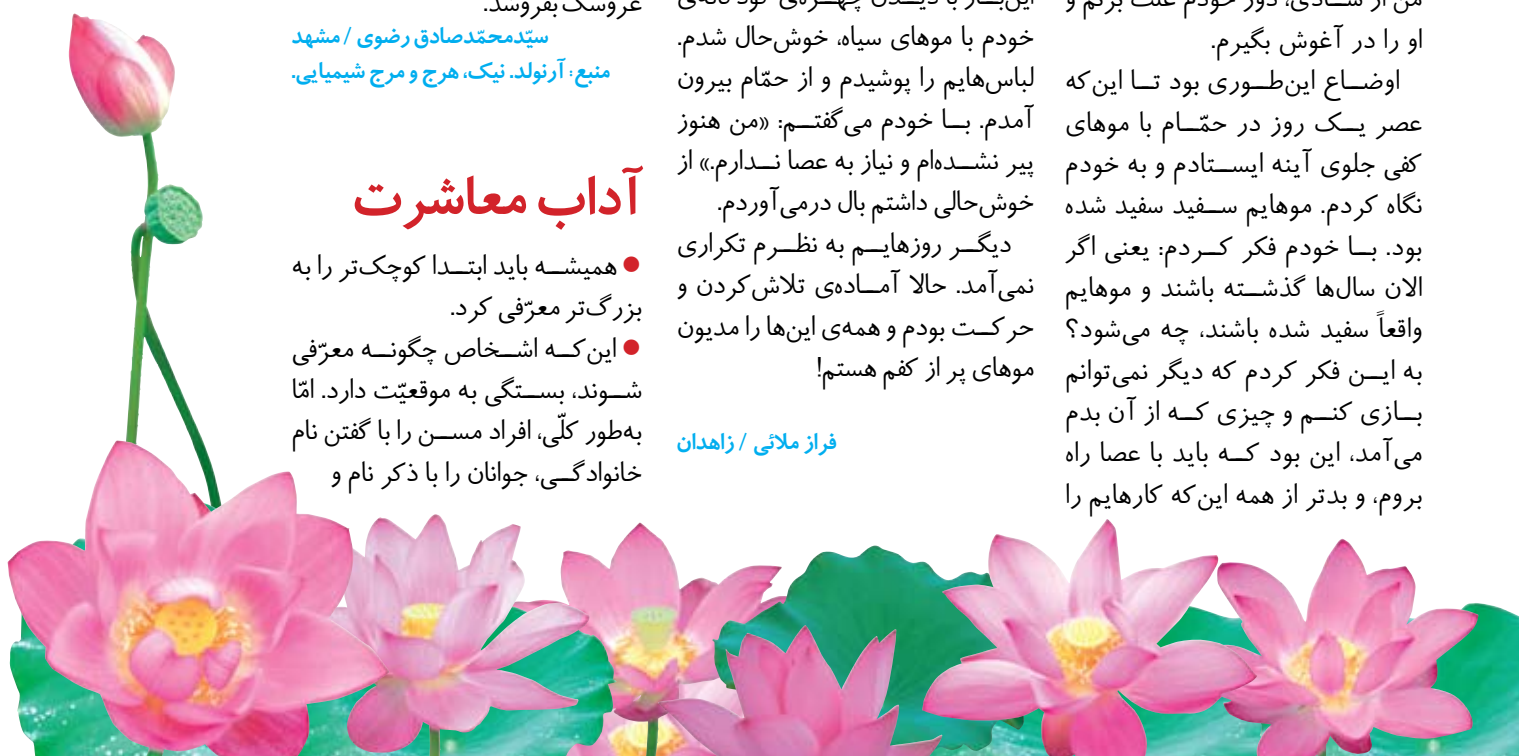 من از شادی، دور خودم غلت بزنم و
او را در آغوش بگیرم.
اوضاع این‌طوری بود تا این‌که
عصر یک روز در حمّام با موهای
کفی جلوی آینه ایستادم و به خودم
نگاه کردم. موهایم سفید سفید شده
بود. با خودم فکر کردم: یعنی اگر
الان سال‌ها گذشته باشند و موهایم
واقعاً سفید شده باشند، چه می‌شود؟
به این فکر کردم که دیگر نمی‌توانم
بازی کنم و چیزی که از آن بدم
می‌آمد، این بود که باید با عصا راه
بروم، و بدتر از همه این‌که کارهایم را
این‌بار با دیدن چهره‌ی کودکانه‌ی
خودم با موهای سیاه، خوش‌حال شدم.
لباس‌هایم را پوشیدم و از حمّام بیرون
آمدم. با خودم می‌گفتم: «من هنوز
پیر نشده‌ام و نیاز به عصا ندارم.» از
خوش‌حالی داشتم بال درمی‌آوردم.
دیگر روزهایم به نظرم تکراری
نمی‌آمد. حالا آماده‌ی تلاش‌کردن و
حرکت بودم و همه‌ی این‌ها را مدیون
موهای پر از کفم هستم!
فراز ملائی / زاهدان
عروسک بفروشد.
سیّدمحمّدصادق رضوی / مشهد
منبع: آرنولد. نیک، هرج و مرج شیمیایی.
آداب معاشرت
● همیشه باید ابتدا کوچک‌تر را به
بزرگ‌تر معرّفی کرد.
● این‌که اشخاص چگونه معرّفی
شوند، بستگی به موقعیّت دارد. امّا
به‌طور کلّی، افراد مسن را با گفتن نام
خانوادگی، جوانان را با ذکر نام و